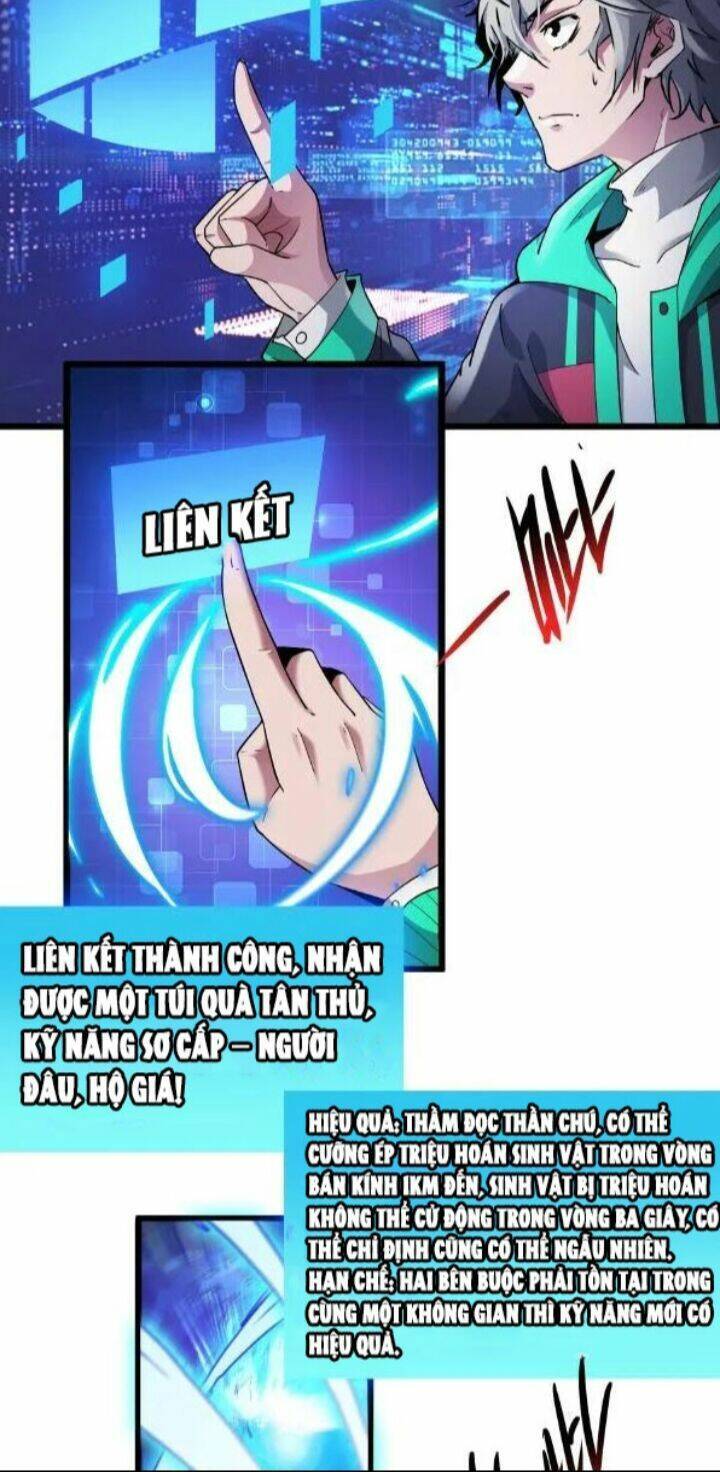 LIÊN KẾT
LIÊN KẾT THÀNH CÔNG, NHẬN
ĐƯỢC MỘT TÚI QUÀ TÂN THỦ,
KỸ NĂNG SƠ CẤP – NGƯỜI
ĐÂU, HỘ GIÁ!
HIỆU QUẢ: THẦM ĐỌC THẦN CHÚ, CÓ THỂ
CƯỠNG ÉP TRIỆU HOÁN SINH VẬT TRONG VÒNG
BÁN KÍNH 1KM ĐẾN, SINH VẬT BỊ TRIỆU HOÁN
KHÔNG THỂ CỬ ĐỘNG TRONG VÒNG BA GIÂY, CÓ
THỂ CHỈ ĐỊNH CŨNG CÓ THỂ NGẪU NHIÊN.
HẠN CHẾ: HAI BÊN BUỘC PHẢI TỒN TẠI TRONG
CÙNG MỘT KHÔNG GIAN THÌ KỸ NĂNG MỚI CÓ
HIỆU QUẢ.